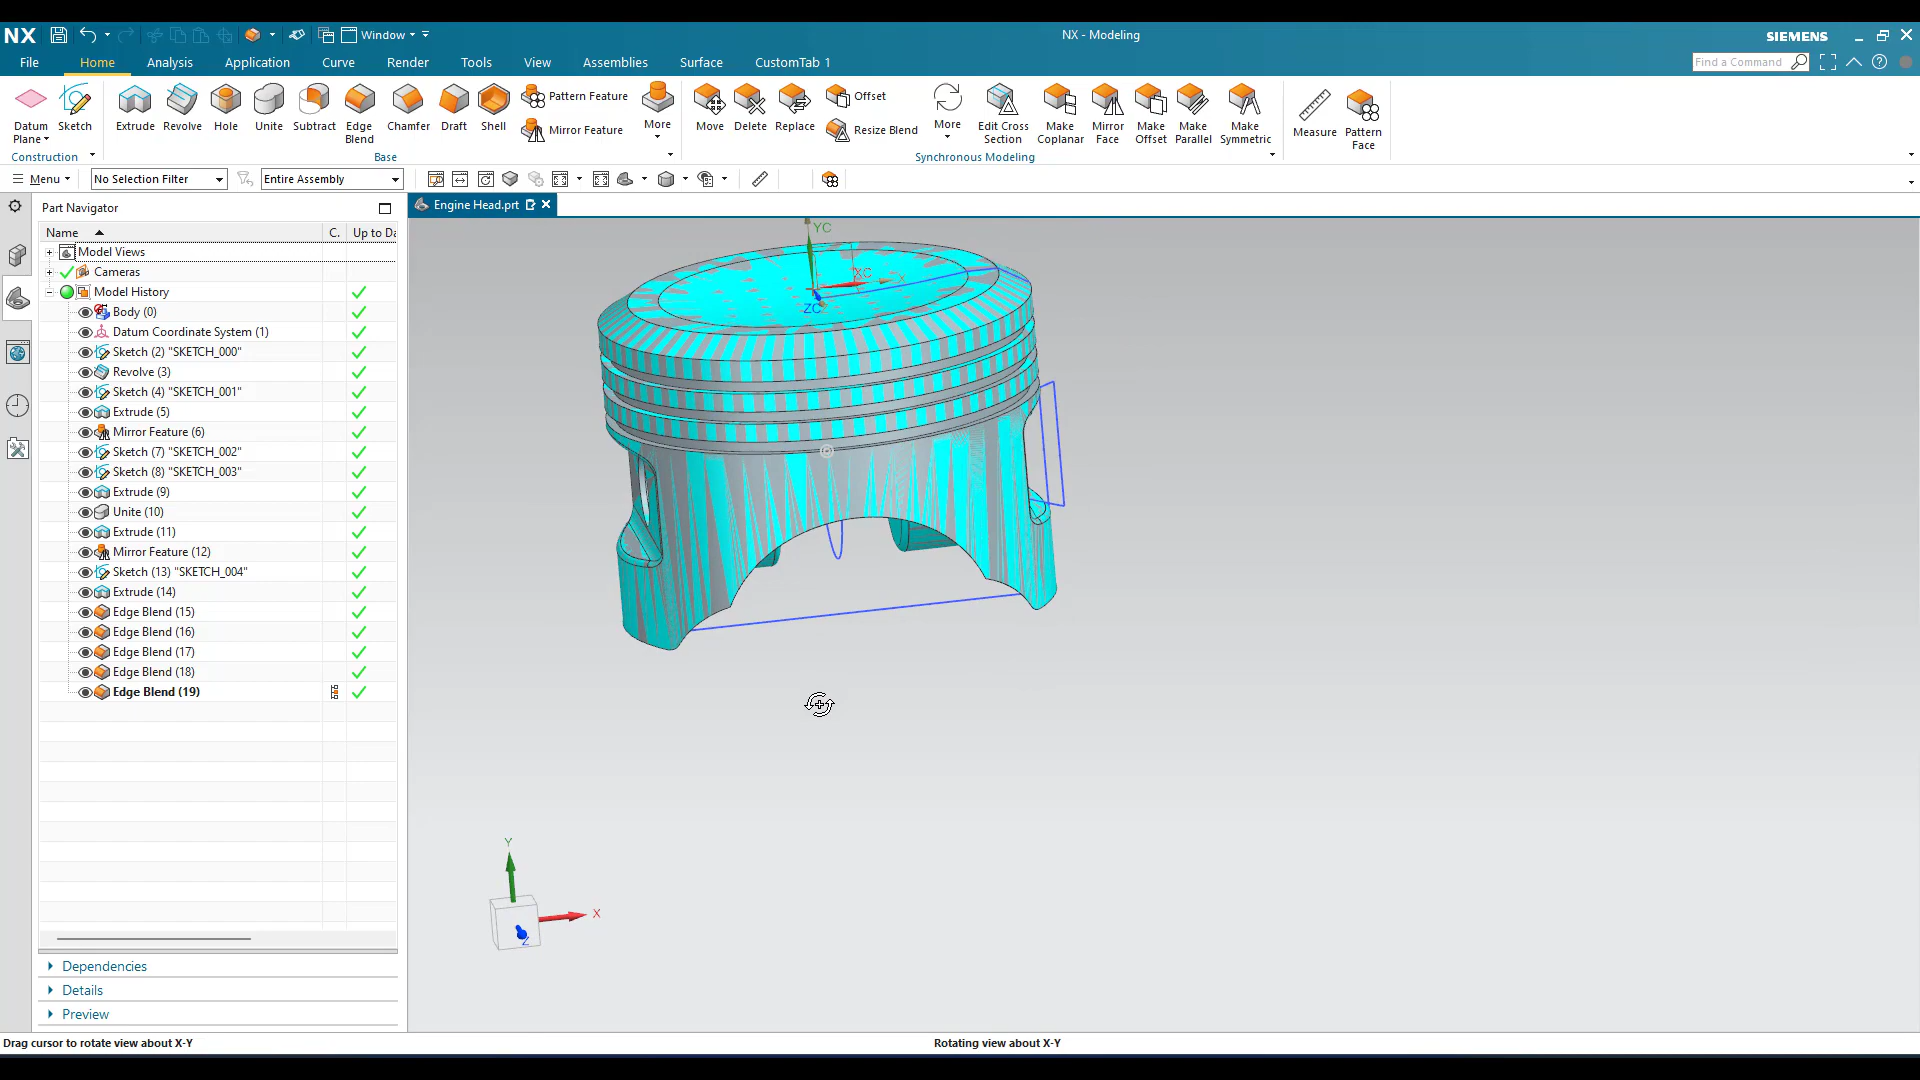 NX Window NX - Modeling SIEMENS
File Home Analysis Application Curve Render Tools View Assemblies Surface CustomTab 1 Find a Command
Datum Plane Sketch Extrude Revolve Hole Unite Subtract Edge Blend Chamfer Draft Shell Pattern Feature Mirror Feature More Move Delete Replace Offset Resize Blend More Edit Cross Section Make Coplanar Mirror Face Make Offset Make Parallel Make Symmetric Measure Pattern Face
Construction Base Synchronous Modeling
Menu No Selection Filter Entire Assembly
Part Navigator Engine Head.prt
Name C. Up to Da
Model Views
Cameras
Model History
Body (0)
Datum Coordinate System (1)
Sketch (2) "SKETCH_000"
Revolve (3)
Sketch (4) "SKETCH_001"
Extrude (5)
Mirror Feature (6)
Sketch (7) "SKETCH_002"
Sketch (8) "SKETCH_003"
Extrude (9)
Unite (10)
Extrude (11)
Mirror Feature (12)
Sketch (13) "SKETCH_004"
Extrude (14)
Edge Blend (15)
Edge Blend (16)
Edge Blend (17)
Edge Blend (18)
Edge Blend (19)
Dependencies
Details
Preview
YC
XC
X
ZC
Y
X
Z
Drag cursor to rotate view about X-Y Rotating view about X-Y